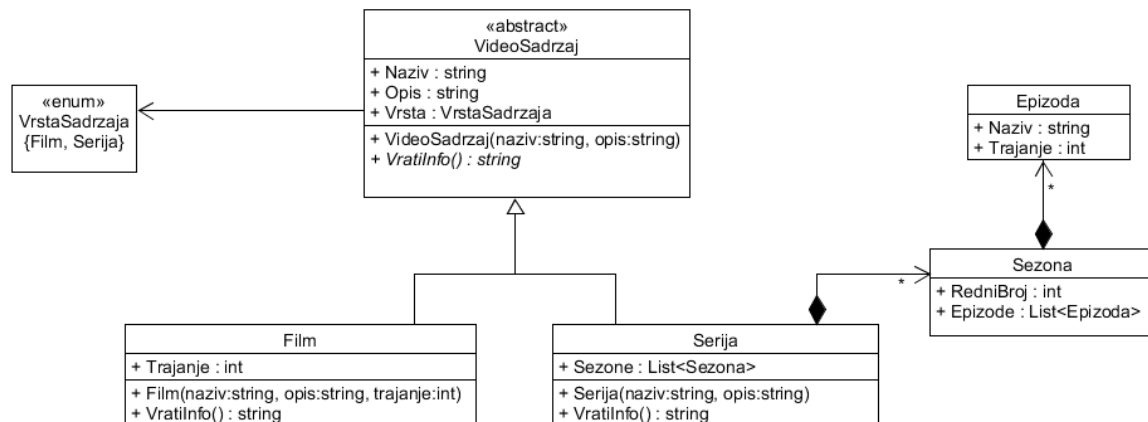 «abstract»
VideoSadrzaj
+ Naziv : string
+ Opis : string
+ Vrsta : VrstaSadrzaja
+ VideoSadrzaj(naziv:string, opis:string)
+ VratiInfo() : string
«enum»
VrstaSadrzaja
{Film, Serija}
Epizoda
+ Naziv : string
+ Trajanje : int
*
Sezona
+ RedniBroj : int
+ Epizode : List<Epizoda>
*
Film
+ Trajanje : int
+ Film(naziv:string, opis:string, trajanje:int)
+ VratiInfo() : string
Serija
+ Sezone : List<Sezona>
+ Serija(naziv:string, opis:string)
+ VratiInfo() : string